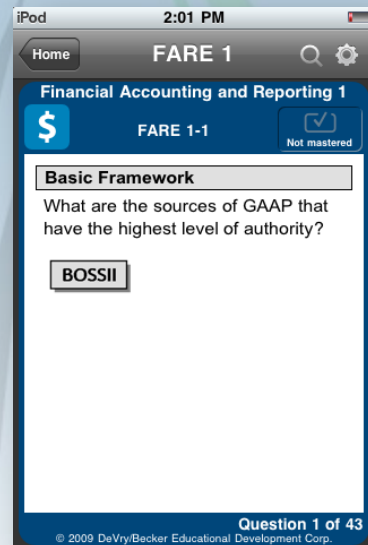 iPod 2:01 PM
Home FARE 1
Financial Accounting and Reporting 1
$ FARE 1-1 Not mastered
Basic Framework
What are the sources of GAAP that
have the highest level of authority?
BOSSII
Question 1 of 43
© 2009 DeVry/Becker Educational Development Corp.